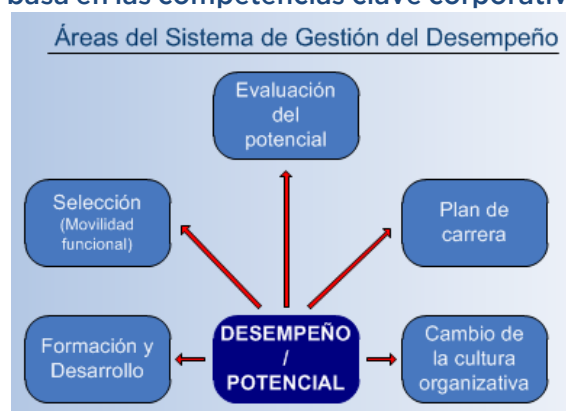 basa en las competencias clave corporativ
Áreas del Sistema de Gestión del Desempeño
Evaluación
del
potencial
Selección
(Movilidad
funcional)
Plan de
carrera
Formación y
Desarrollo
DESEMPEÑO
/
POTENCIAL
Cambio de
la cultura
organizativa